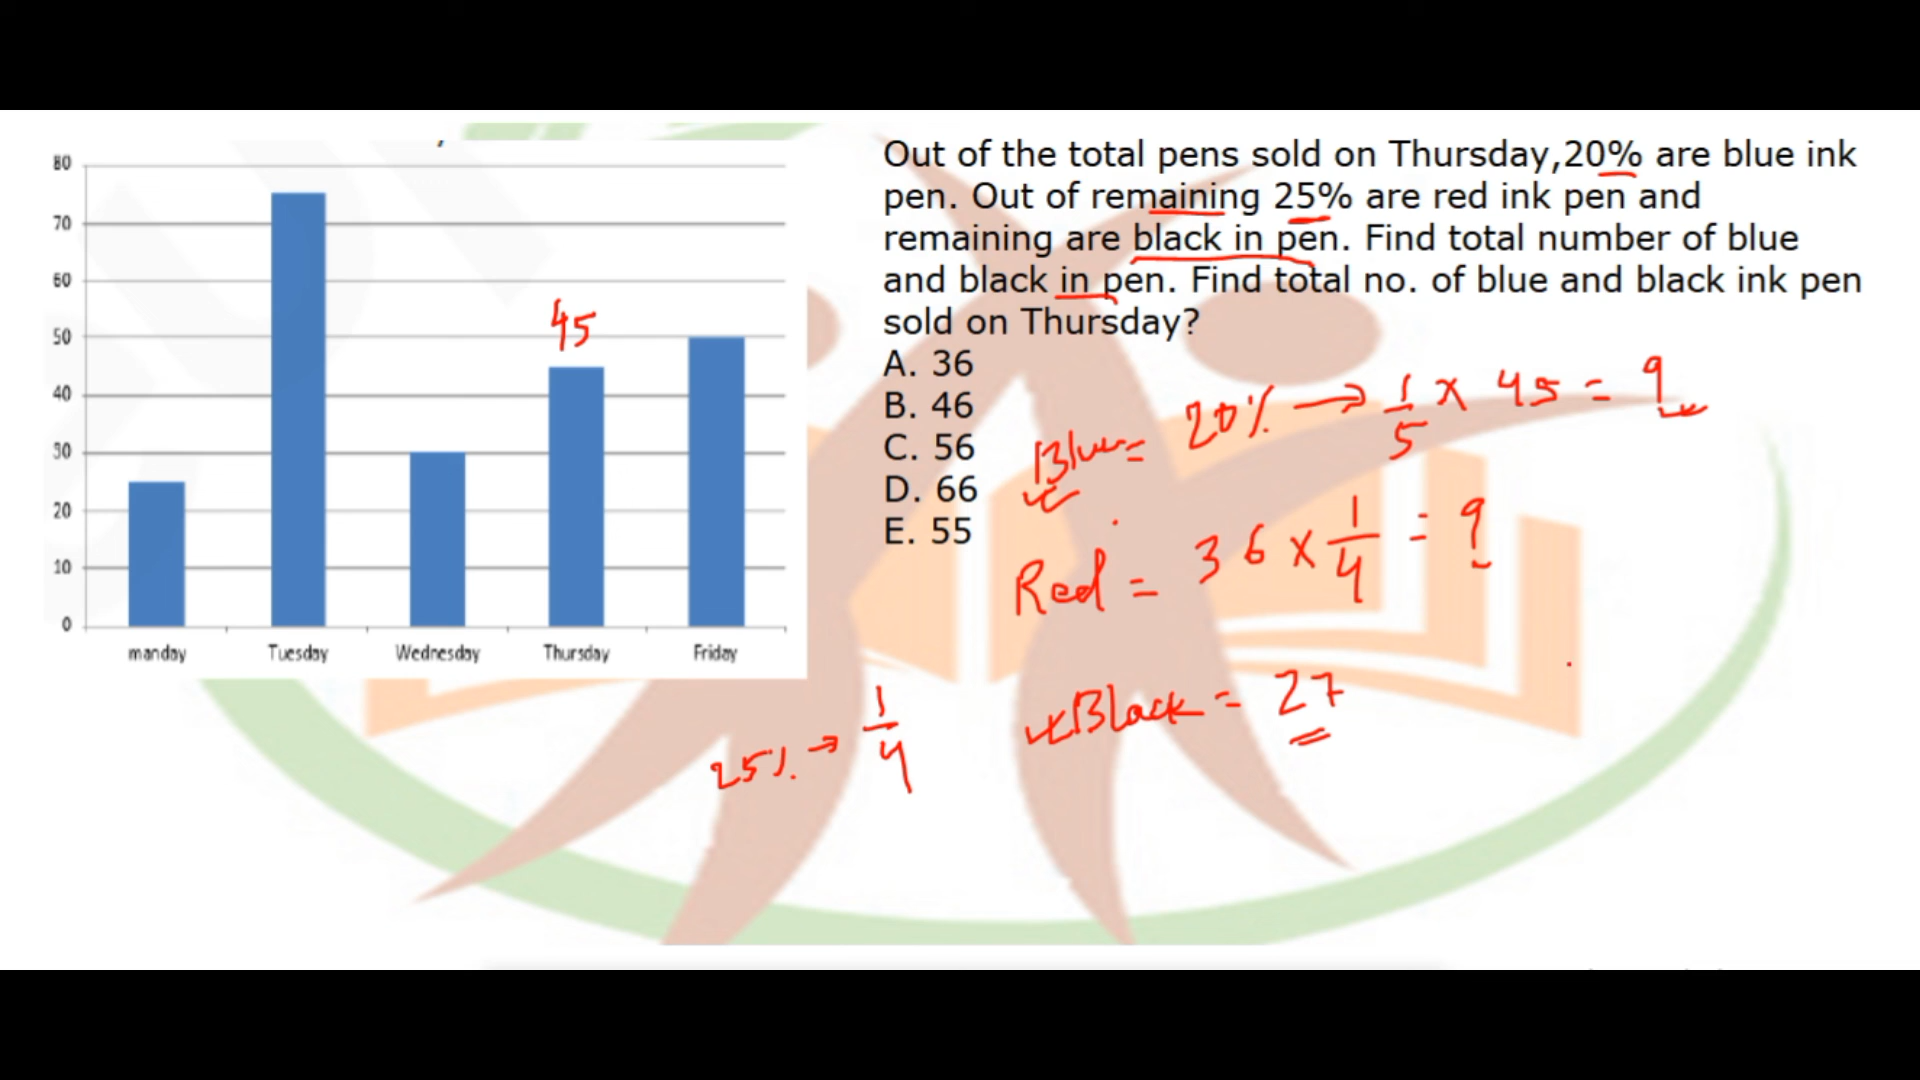 Out of the total pens sold on Thursday,20% are blue ink
pen. Out of remaining 25% are red ink pen and
remaining are black in pen. Find total number of blue
and black in pen. Find total no. of blue and black ink pen
sold on Thursday?
A. 36
B. 46
C. 56
D. 66
E. 55
80
70
60
50
40
30
20
10
0
manday Tuesday Wednesday Thursday Friday
45
Blue = 20% → 1/5 × 45 = 9
Red = 36 × 1/4 = 9
Black = 27
25% → 1/4